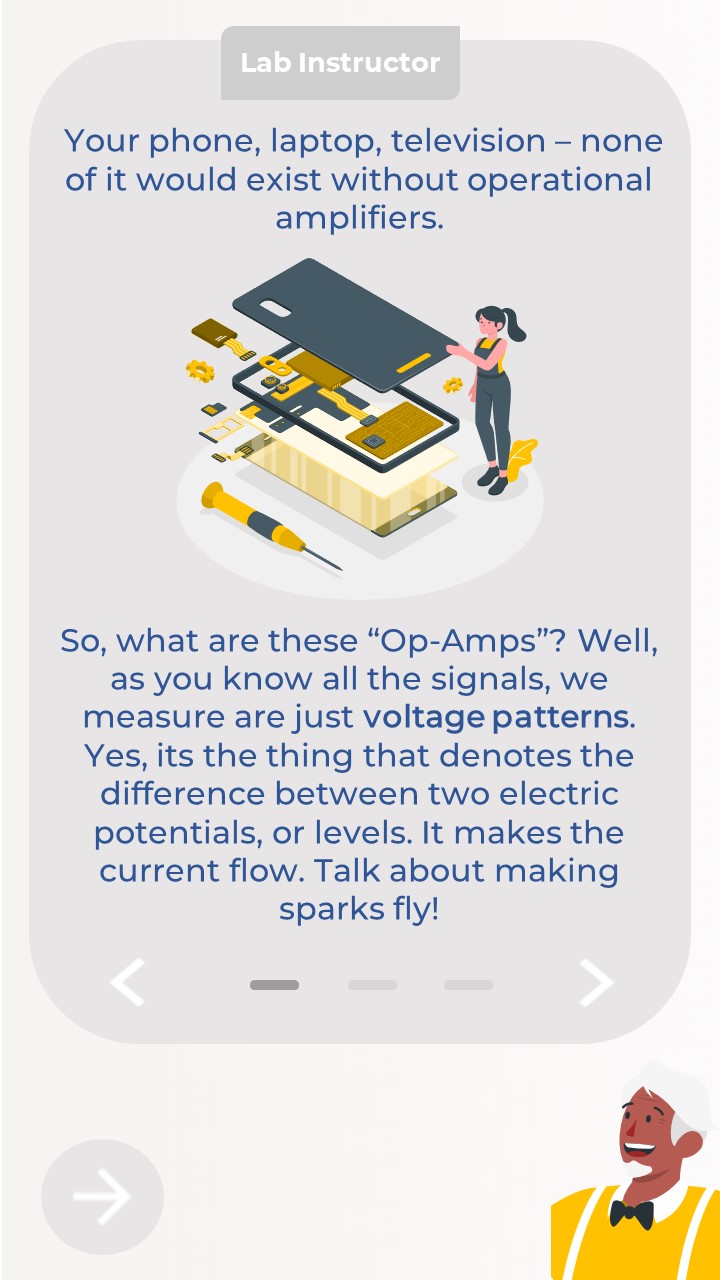 Lab Instructor
Your phone, laptop, television – none
of it would exist without operational
amplifiers.
So, what are these “Op-Amps”? Well,
as you know all the signals, we
measure are just voltage patterns.
Yes, its the thing that denotes the
difference between two electric
potentials, or levels. It makes the
current flow. Talk about making
sparks fly!